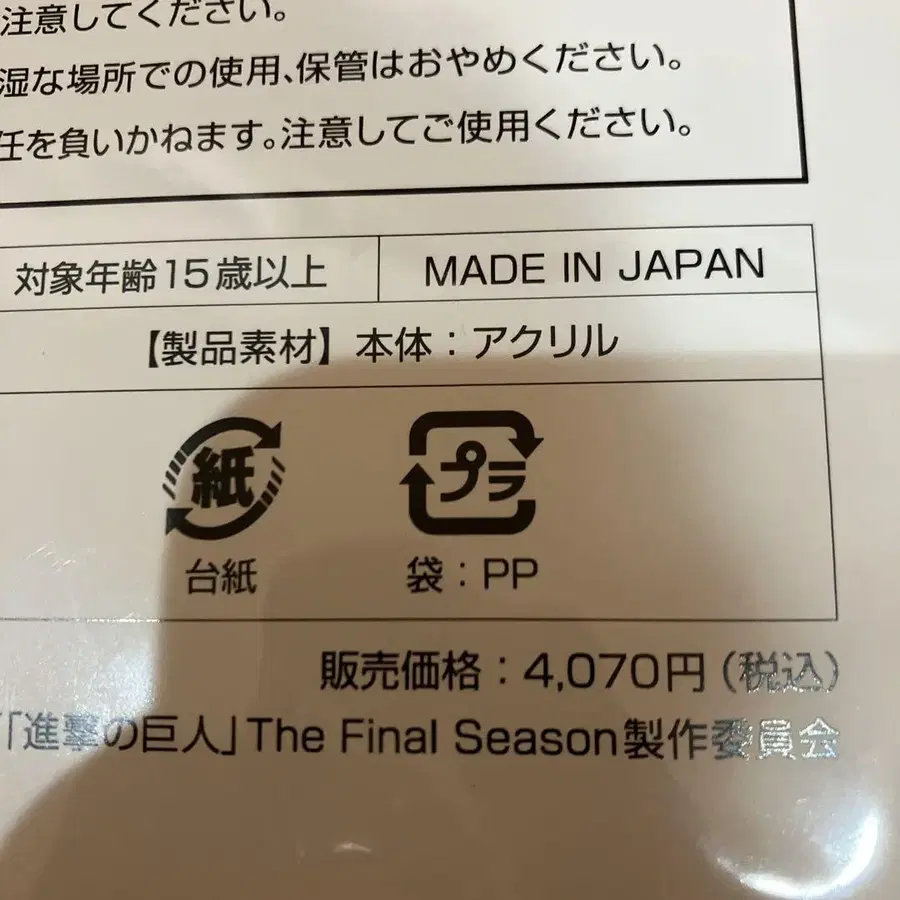 注意してください。
湿な場所での使用、保管はおやめください。
任を負いかねます。注意してご使用ください。
対象年齢15歳以上
MADE IN JAPAN
【製品素材】本体：アクリル
紙
プラ
台紙
袋：PP
販売価格：4,070円（税込）
「進撃の巨人」The Final Season製作委員会